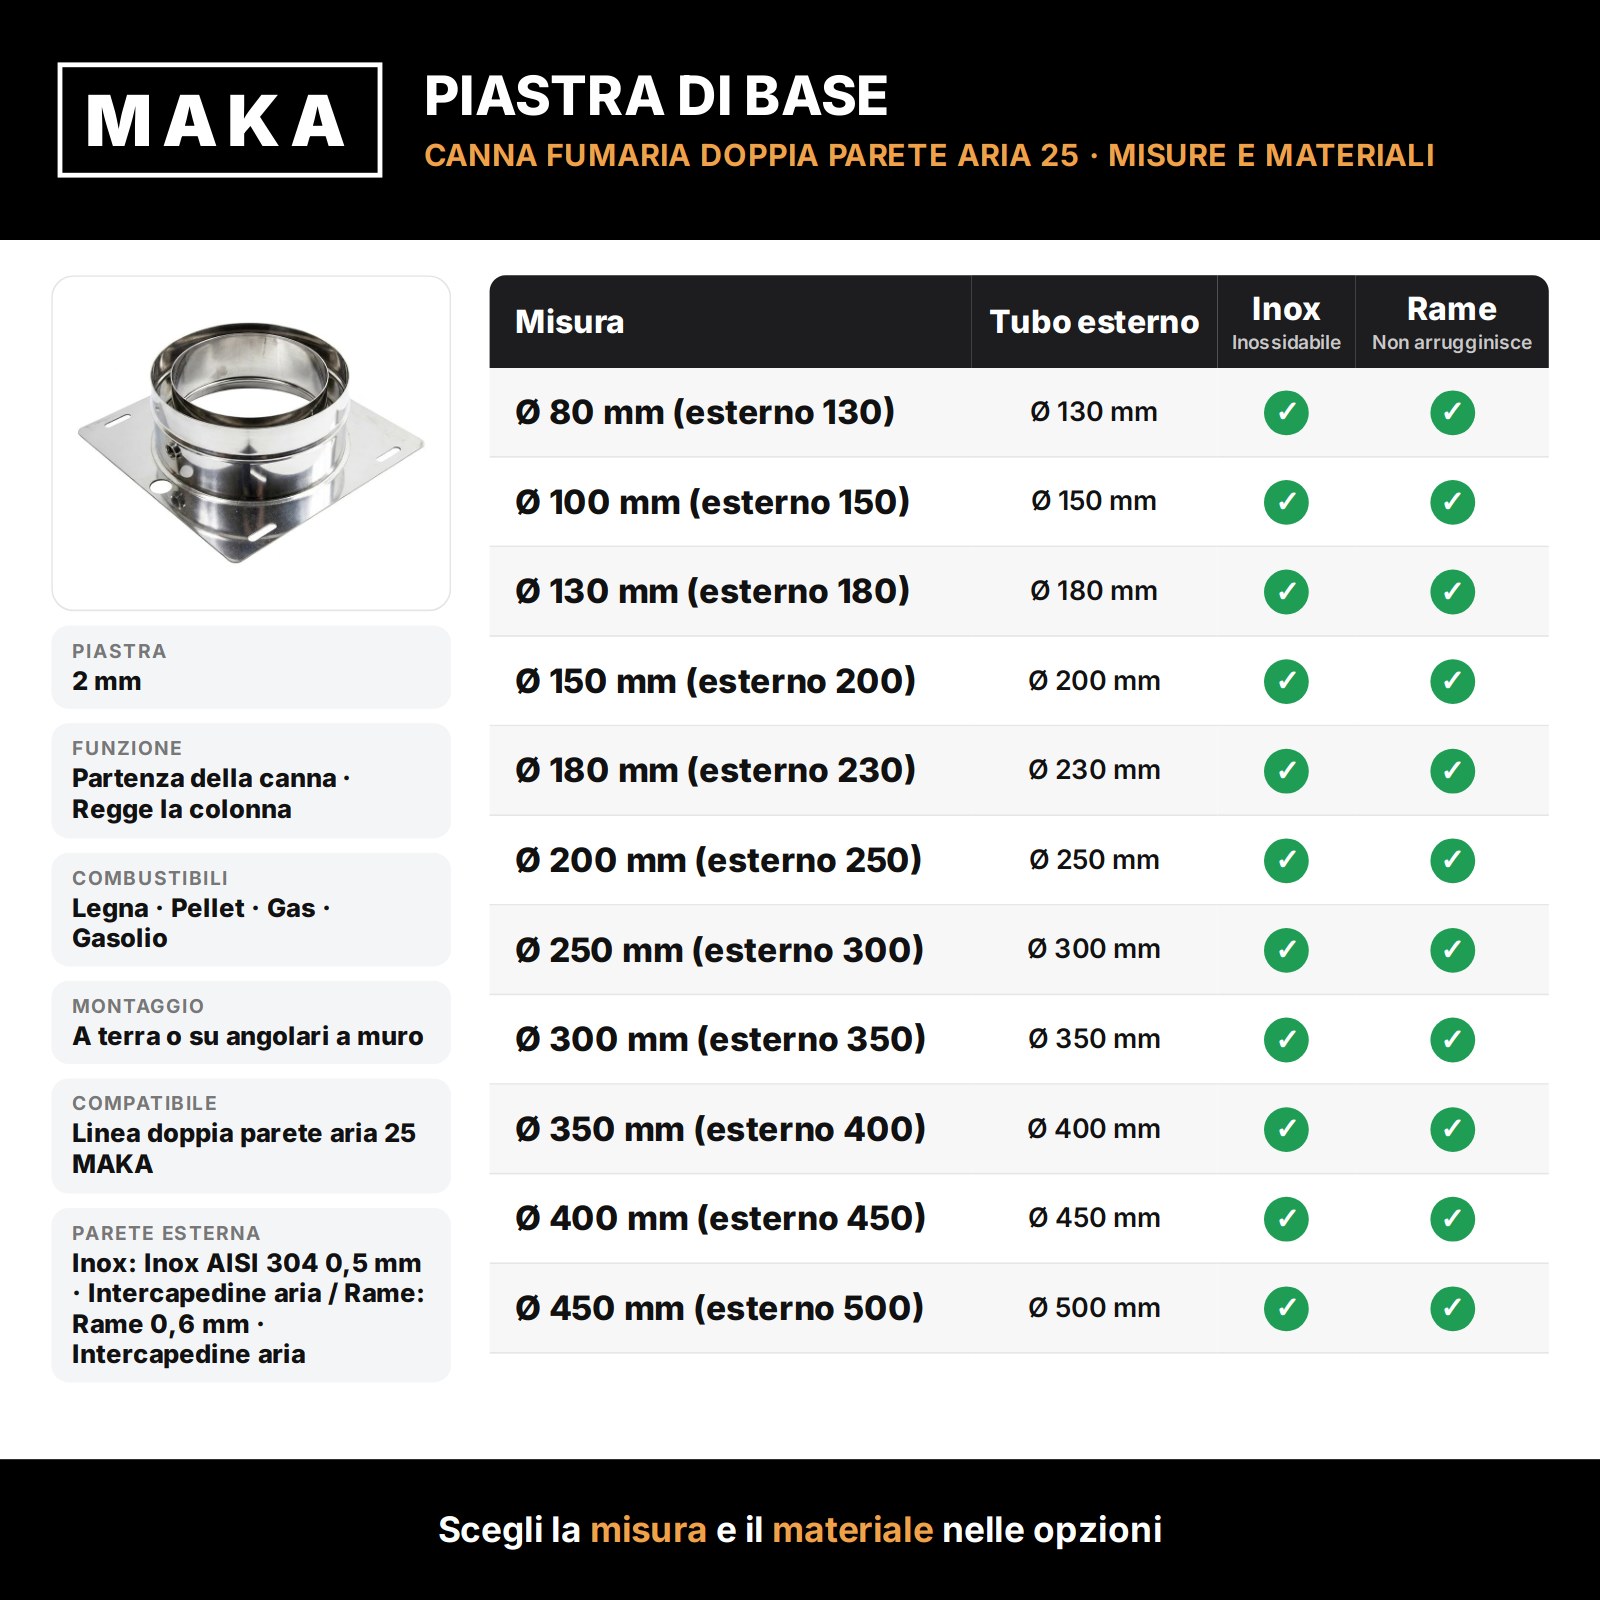 MAKA
PIASTRA DI BASE
CANNA FUMARIA DOPPIA PARETE ARIA 25 · MISURE E MATERIALI
PIASTRA
2 mm
FUNZIONE
Partenza della canna ·
Regge la colonna
COMBUSTIBILI
Legna · Pellet · Gas ·
Gasolio
MONTAGGIO
A terra o su angolari a muro
COMPATIBILE
Linea doppia parete aria 25
MAKA
PARETE ESTERNA
Inox: Inox AISI 304 0,5 mm
· Intercapedine aria / Rame:
Rame 0,6 mm ·
Intercapedine aria
Misura Tubo esterno Inox Rame
Inossidabile Non arrugginisce
Ø 80 mm (esterno 130) Ø 130 mm ✓ ✓
Ø 100 mm (esterno 150) Ø 150 mm ✓ ✓
Ø 130 mm (esterno 180) Ø 180 mm ✓ ✓
Ø 150 mm (esterno 200) Ø 200 mm ✓ ✓
Ø 180 mm (esterno 230) Ø 230 mm ✓ ✓
Ø 200 mm (esterno 250) Ø 250 mm ✓ ✓
Ø 250 mm (esterno 300) Ø 300 mm ✓ ✓
Ø 300 mm (esterno 350) Ø 350 mm ✓ ✓
Ø 350 mm (esterno 400) Ø 400 mm ✓ ✓
Ø 400 mm (esterno 450) Ø 450 mm ✓ ✓
Ø 450 mm (esterno 500) Ø 500 mm ✓ ✓
Scegli la misura e il materiale nelle opzioni